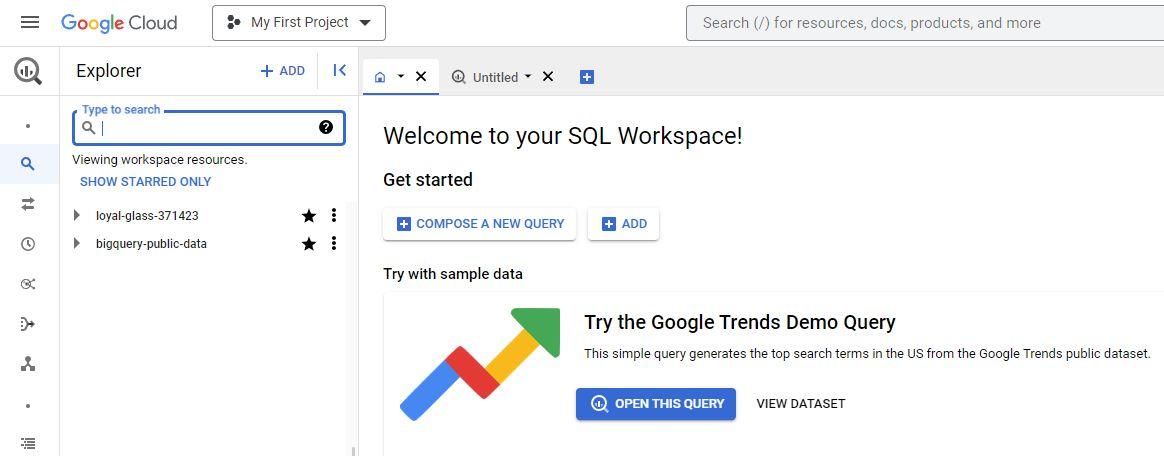 Google Cloud
My First Project
Search (/) for resources, docs, products, and more
Explorer
+ ADD
Untitled
Type to search
Viewing workspace resources.
SHOW STARRED ONLY
loyal-glass-371423
bigquery-public-data
Welcome to your SQL Workspace!
Get started
COMPOSE A NEW QUERY
ADD
Try with sample data
Try the Google Trends Demo Query
This simple query generates the top search terms in the US from the Google Trends public dataset.
OPEN THIS QUERY
VIEW DATASET